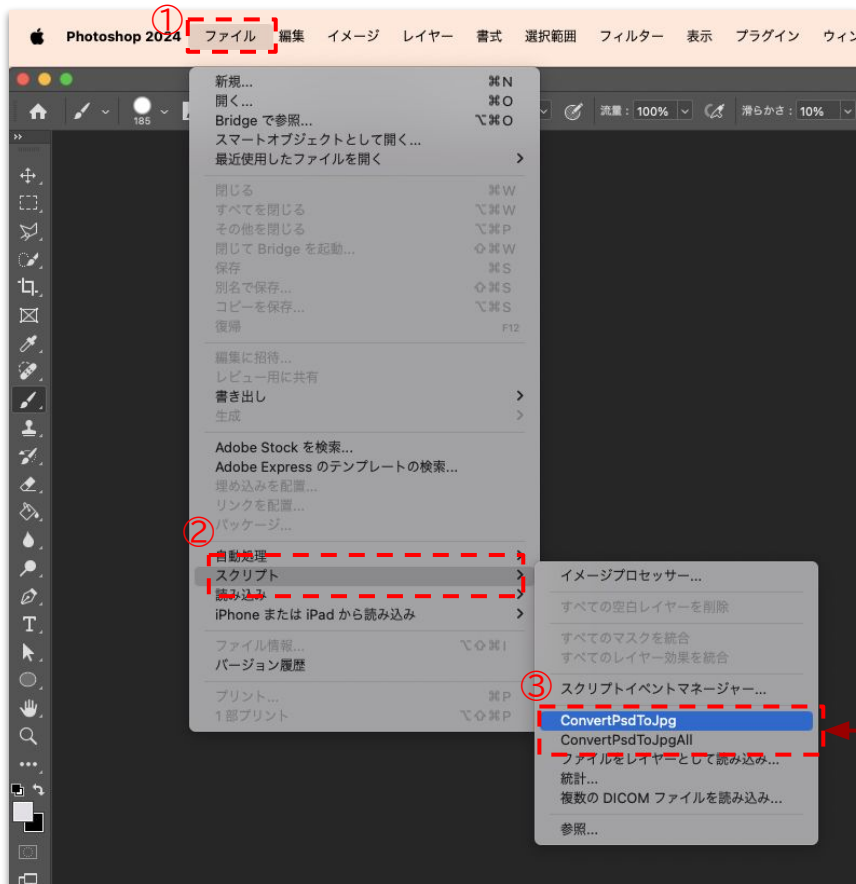 ①
Photoshop 2024 ファイル 編集 イメージ レイヤー 書式 選択範囲 フィルター 表示 プラグイン ウィン
185 流量： 100% 滑らかさ： 10%
新規... ⌘N
開く... ⌘O
Bridge で参照... ⌥⌘O
スマートオブジェクトとして開く...
最近使用したファイルを開く >
閉じる ⌘W
すべてを閉じる ⌥⌘W
その他を閉じる ⌥⌘P
閉じて Bridge を起動... ⇧⌘W
保存 ⌘S
別名で保存... ⇧⌘S
コピーを保存... ⌥⌘S
復帰 F12
編集に招待...
レビュー用に共有
書き出し >
生成 >
Adobe Stock を検索...
Adobe Express のテンプレートの検索...
埋め込みを配置...
リンクを配置...
パッケージ...
②
自動処理 >
スクリプト >
読み込み >
iPhone または iPad から読み込み >
ファイル情報... ⌥⇧⌘I
バージョン履歴
プリント... ⌘P
1 部プリント ⌥⇧⌘P
イメージプロセッサー...
すべての空白レイヤーを削除
すべてのマスクを統合
すべてのレイヤー効果を統合
③
スクリプトイベントマネージャー...
ConvertPsdToJpg
ConvertPsdToJpgAll
ファイルをレイヤーとして読み込み...
統計...
複数の DICOM ファイルを読み込み...
参照...